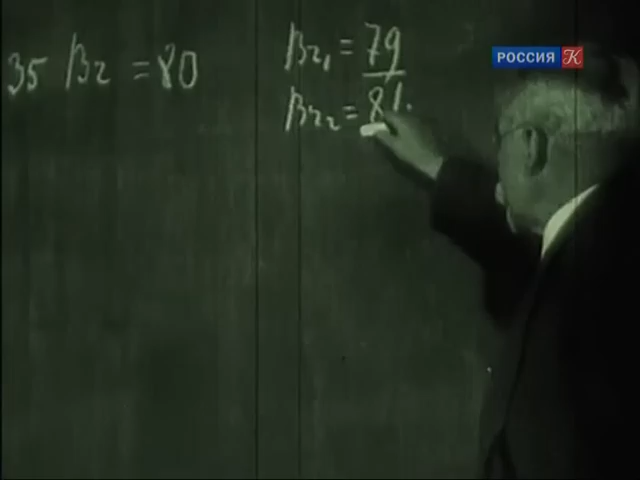 35 Br = 80
Br₁ = 79
Br₂ = 81.
РОССИЯ К